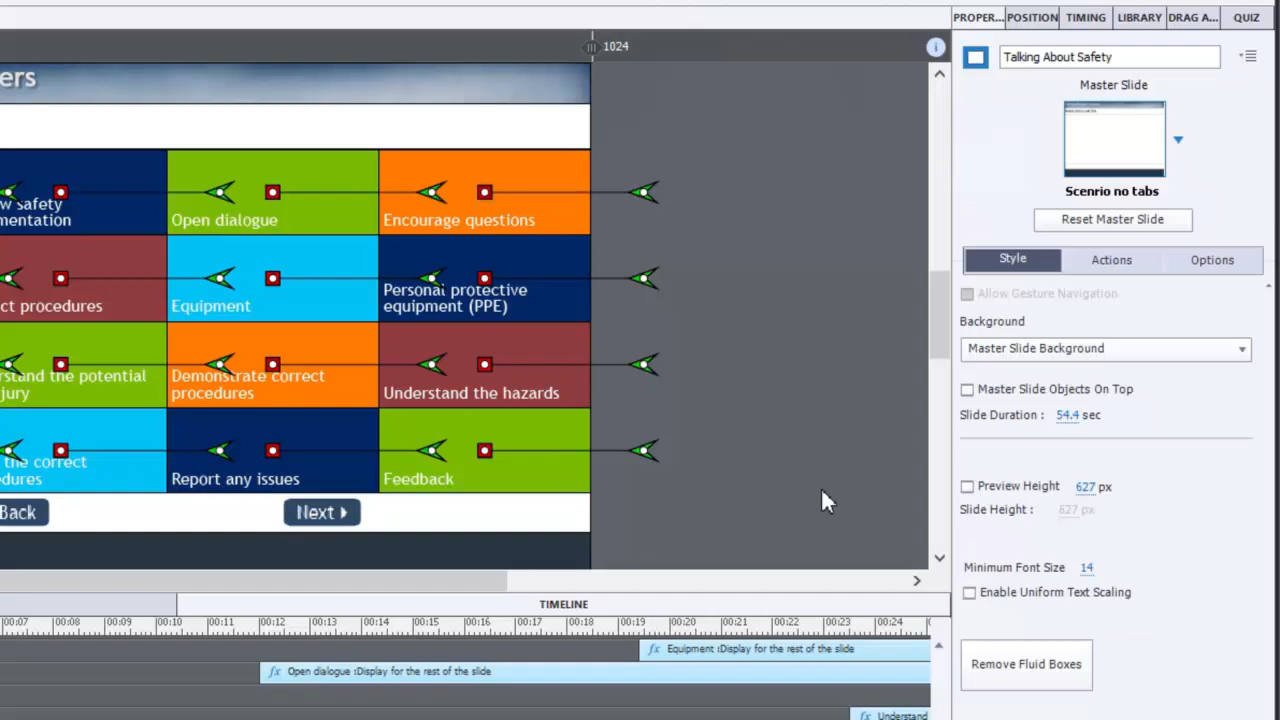 PROPER... POSITION TIMING LIBRARY DRAG A... QUIZ
1024
Talking About Safety
ers
Master Slide
Scenrio no tabs
Reset Master Slide
w safety
mentation
Open dialogue
Encourage questions
Style Actions Options
Allow Gesture Navigation
Background
Master Slide Background
ct procedures
Equipment
Personal protective
equipment (PPE)
Master Slide Objects On Top
Slide Duration : 54.4 sec
rstand the potential
jury
Demonstrate correct
procedures
Understand the hazards
the correct
dures
Report any issues
Feedback
Preview Height 627 px
Slide Height : 627 px
Back
Next
Minimum Font Size 14
Enable Uniform Text Scaling
TIMELINE
00:07 00:08 00:09 00:10 00:11 00:12 00:13 00:14 00:15 00:16 00:17 00:18 00:19 00:20 00:21 00:22 00:23 00:24
fx Equipment :Display for the rest of the slide
fx Open dialogue :Display for the rest of the slide
fx Understand
Remove Fluid Boxes